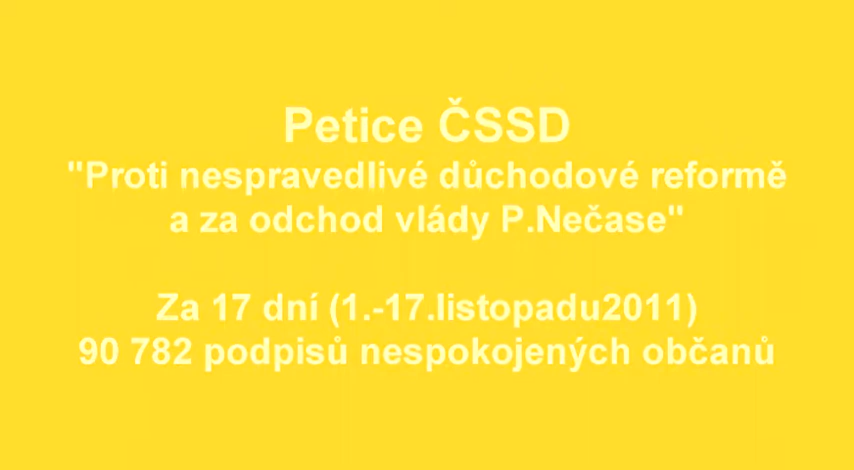 Petice ČSSD
"Proti nespravedlivé důchodové reformě
a za odchod vlády P.Nečase"
Za 17 dní (1.-17.listopadu2011)
90 782 podpisů nespokojených občanů